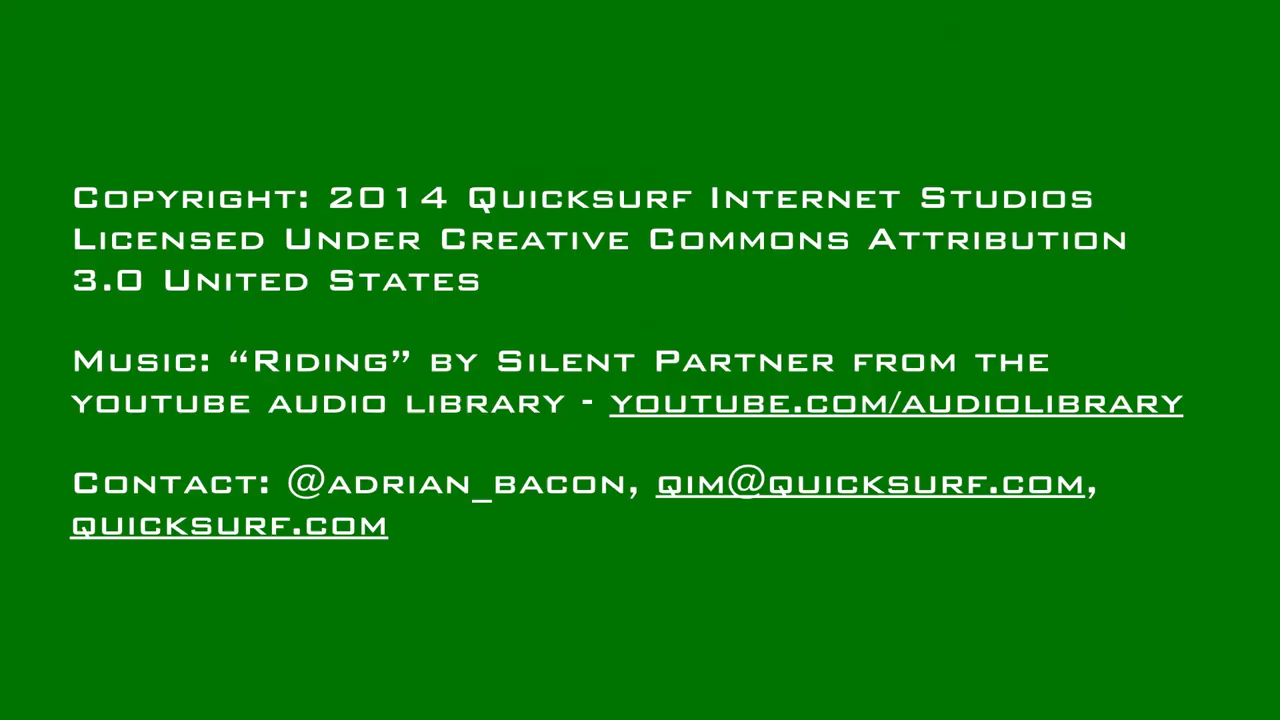 Copyright: 2014 Quicksurf Internet Studios
Licensed Under Creative Commons Attribution
3.0 United States
Music: “Riding” by Silent Partner from the
youtube audio library - youtube.com/audiolibrary
Contact: @adrian_bacon, qim@quicksurf.com,
quicksurf.com